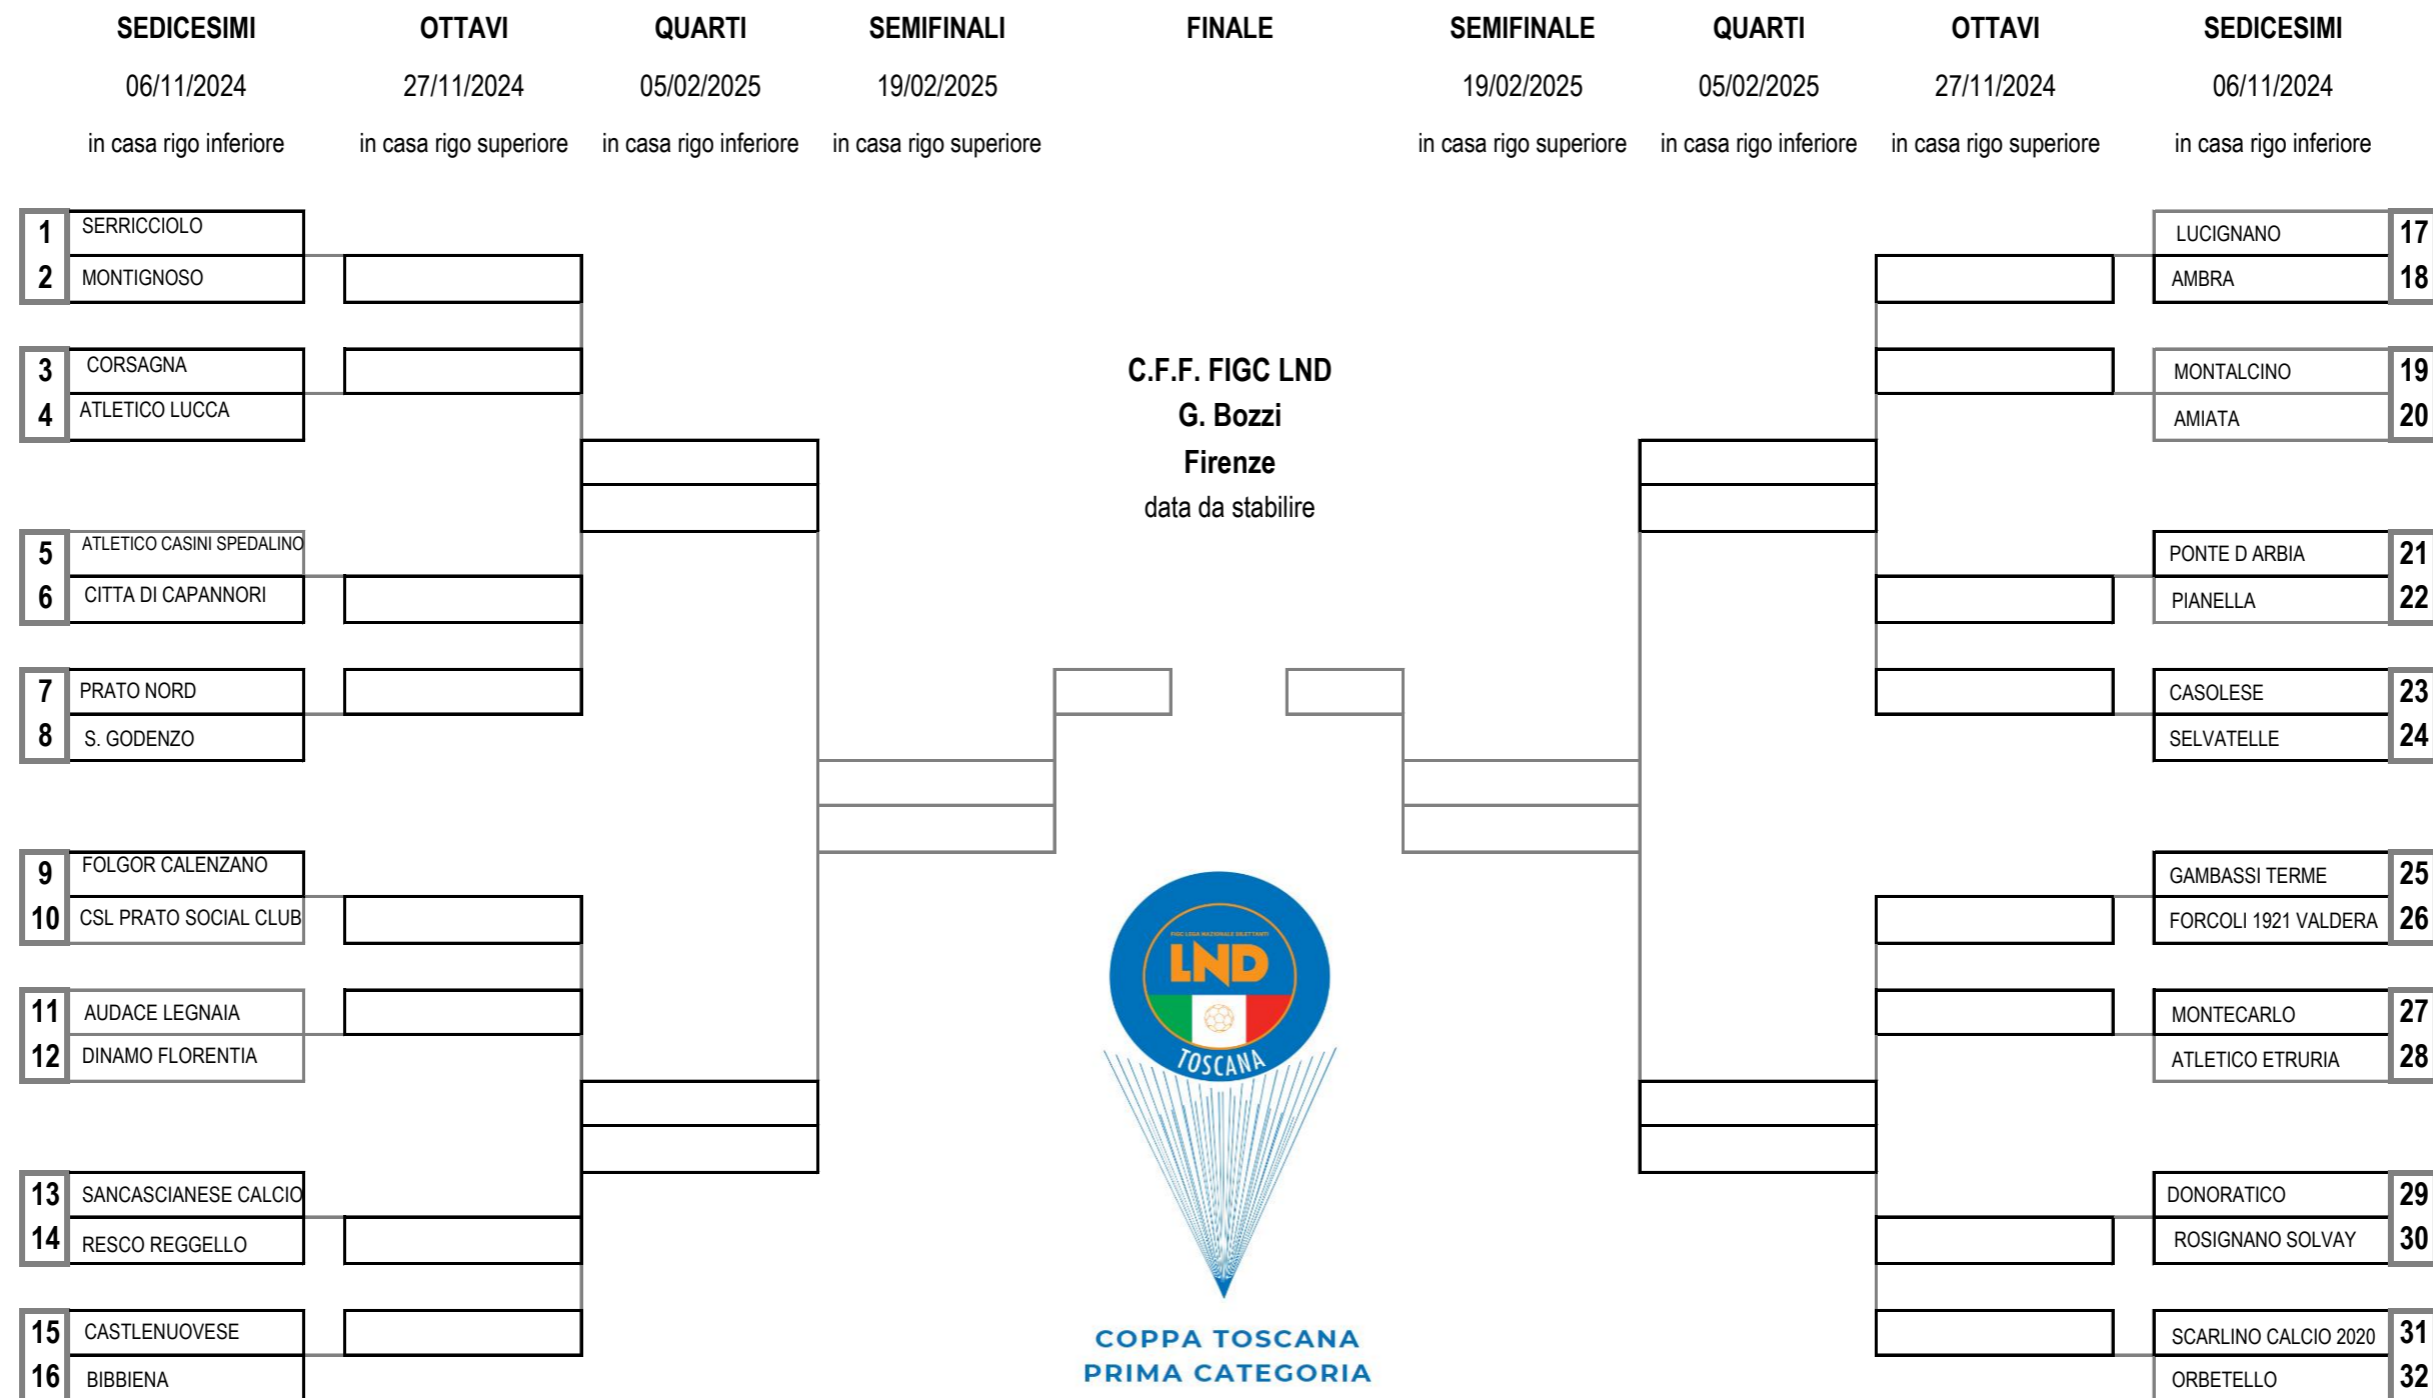 SEDICESIMI OTTAVI QUARTI SEMIFINALI FINALE SEMIFINALE QUARTI OTTAVI SEDICESIMI
06/11/2024 27/11/2024 05/02/2025 19/02/2025 19/02/2025 05/02/2025 27/11/2024 06/11/2024
in casa rigo inferiore in casa rigo superiore in casa rigo inferiore in casa rigo superiore in casa rigo superiore in casa rigo inferiore in casa rigo superiore in casa rigo inferiore
1 SERRICCIOLO
2 MONTIGNOSO
3 CORSAGNA
4 ATLETICO LUCCA
5 ATLETICO CASINI SPEDALINO
6 CITTA DI CAPANNORI
7 PRATO NORD
8 S. GODENZO
9 FOLGOR CALENZANO
10 CSL PRATO SOCIAL CLUB
11 AUDACE LEGNAIA
12 DINAMO FLORENTIA
13 SANCASCIANESE CALCIO
14 RESCO REGGELLO
15 CASTLENUOVESE
16 BIBBIENA
C.F.F. FIGC LND
G. Bozzi
Firenze
data da stabilire
FIGC LEGA NAZIONALE DILETTANTI
LND
TOSCANA
COPPA TOSCANA
PRIMA CATEGORIA
LUCIGNANO 17
AMBRA 18
MONTALCINO 19
AMIATA 20
PONTE D ARBIA 21
PIANELLA 22
CASOLESE 23
SELVATELLE 24
GAMBASSI TERME 25
FORCOLI 1921 VALDERA 26
MONTECARLO 27
ATLETICO ETRURIA 28
DONORATICO 29
ROSIGNANO SOLVAY 30
SCARLINO CALCIO 2020 31
ORBETELLO 32